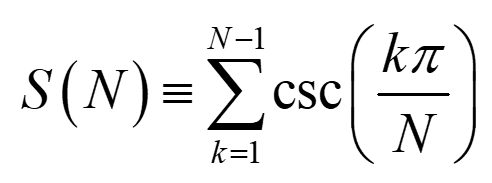 S(N) ≡ ∑_{k=1}^{N−1} csc(kπ/N)